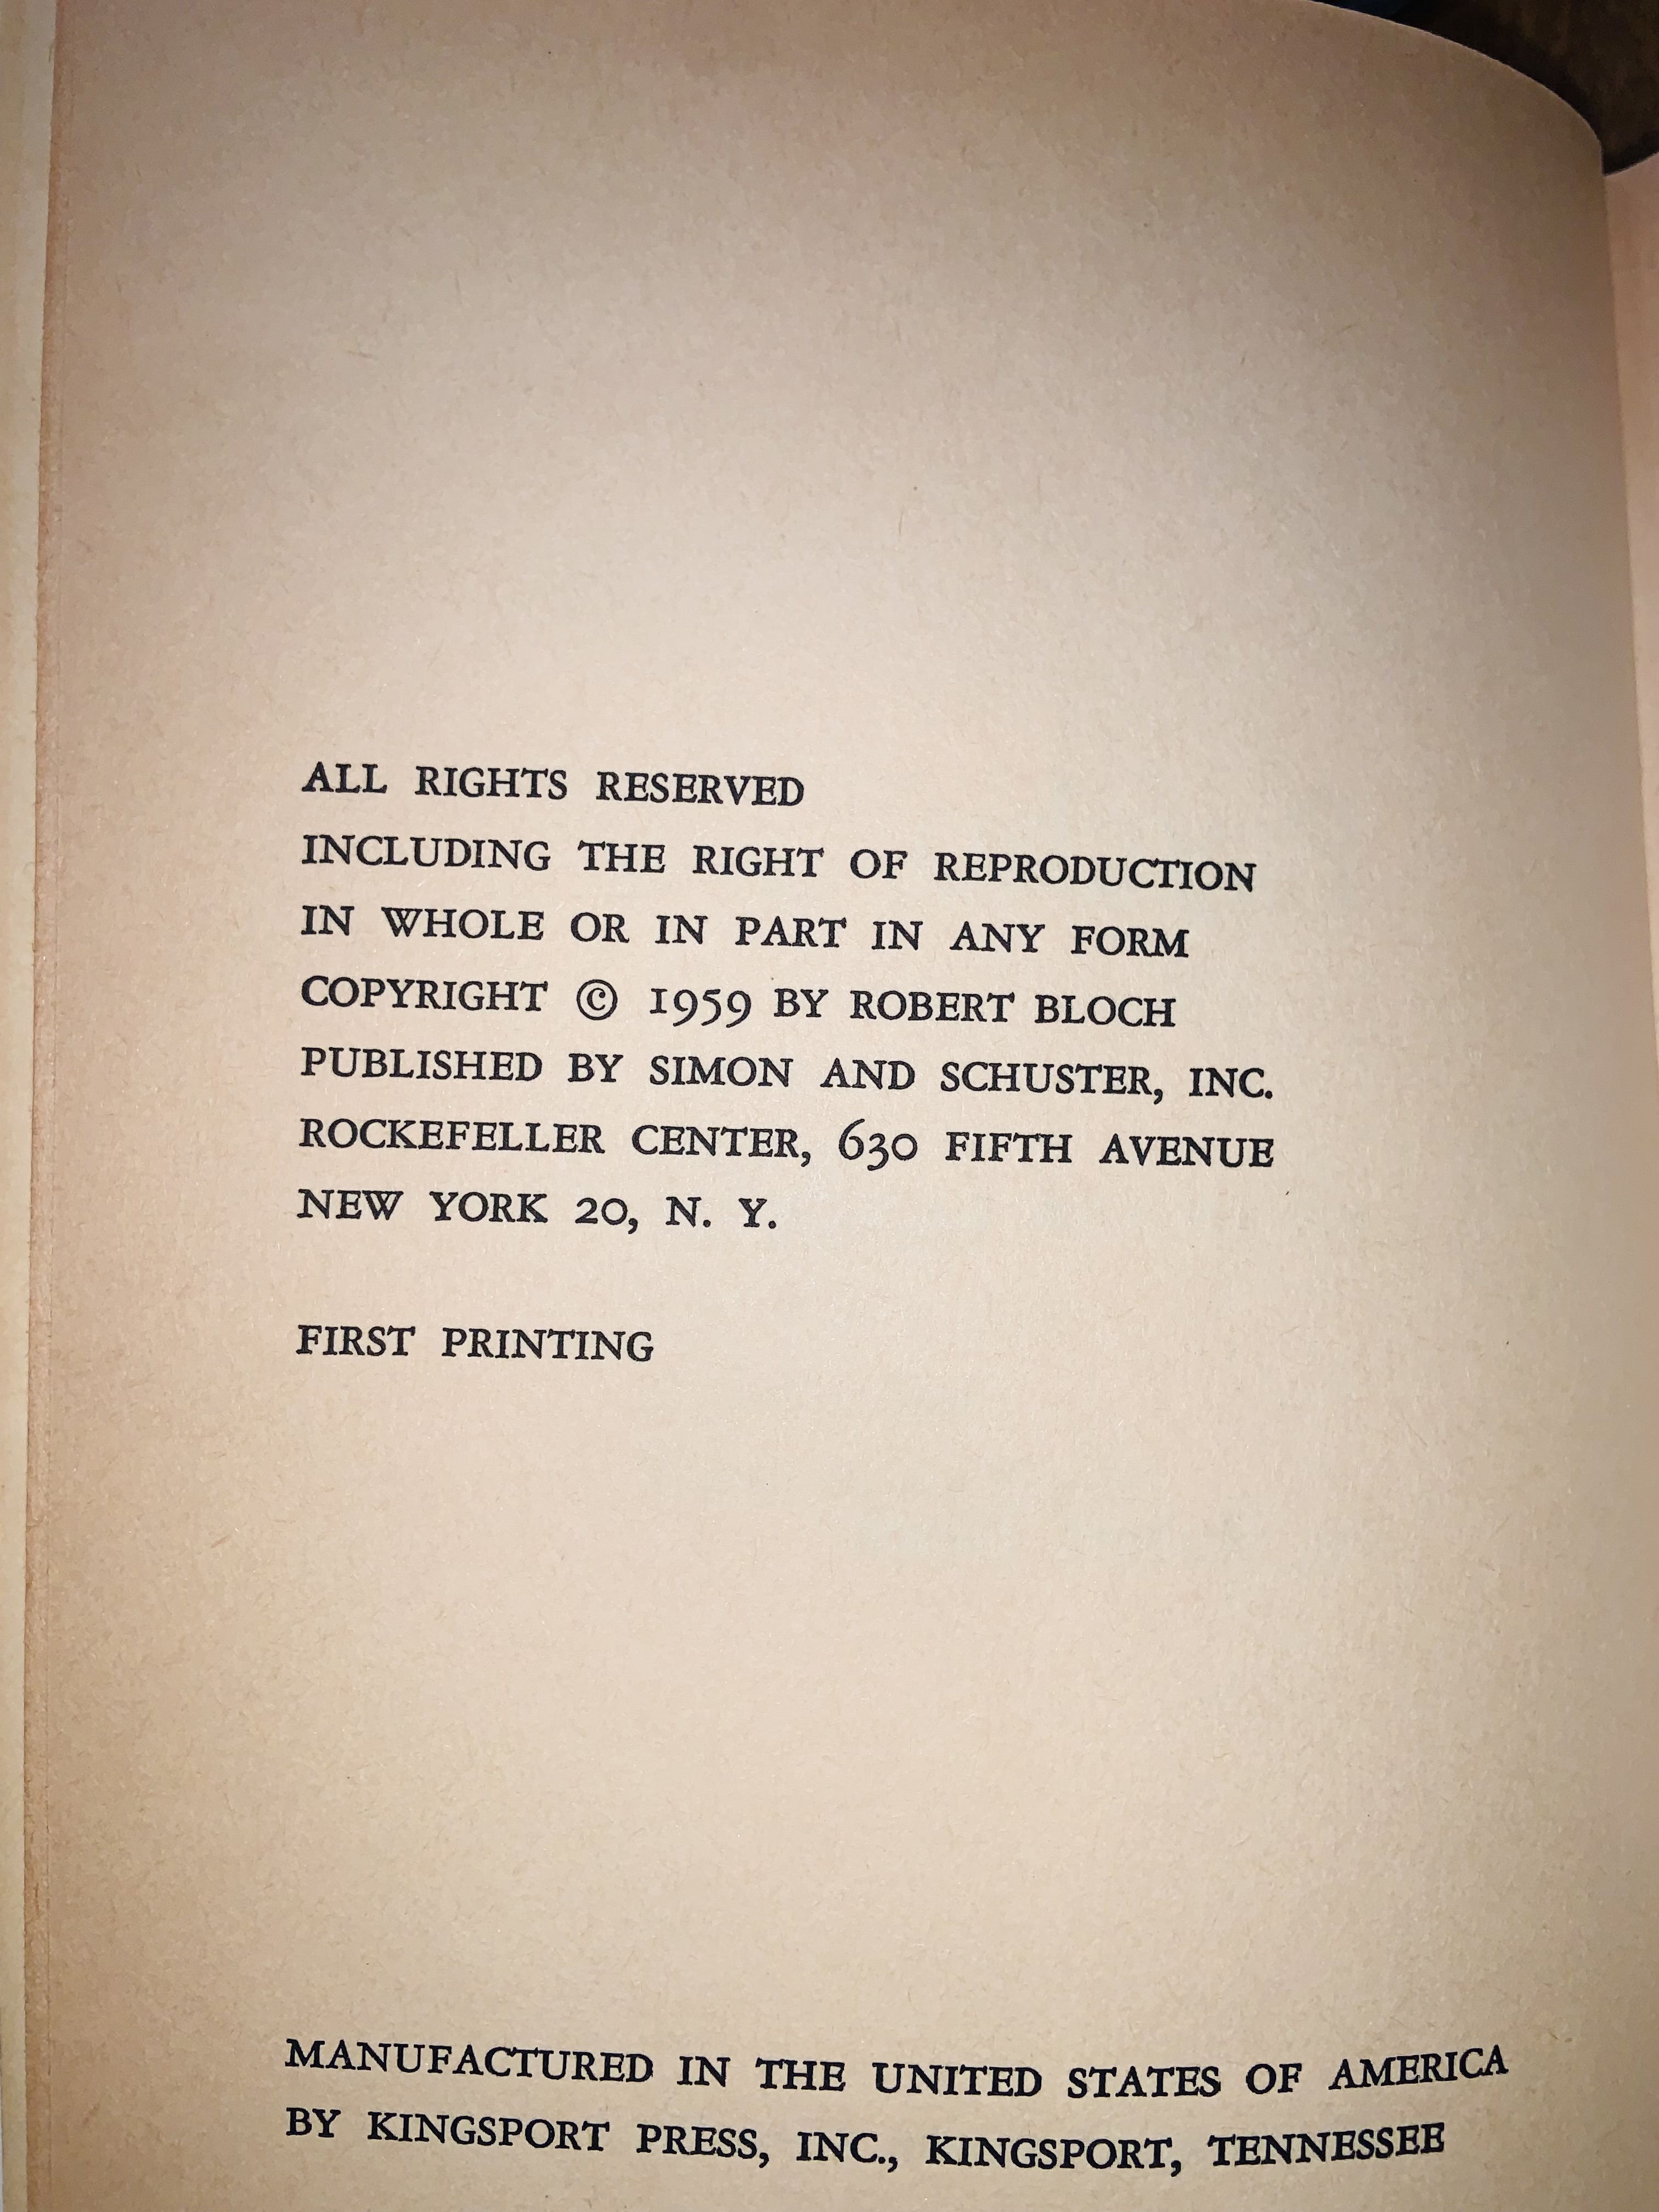 ALL RIGHTS RESERVED
INCLUDING THE RIGHT OF REPRODUCTION
IN WHOLE OR IN PART IN ANY FORM
COPYRIGHT © 1959 BY ROBERT BLOCH
PUBLISHED BY SIMON AND SCHUSTER, INC.
ROCKEFELLER CENTER, 630 FIFTH AVENUE
NEW YORK 20, N. Y.
FIRST PRINTING
MANUFACTURED IN THE UNITED STATES OF AMERICA
BY KINGSPORT PRESS, INC., KINGSPORT, TENNESSEE